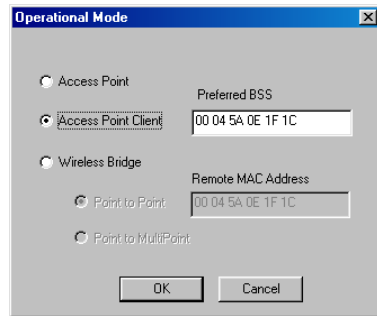 Operational Mode
Access Point
Preferred BSS
Access Point Client
00 04 5A 0E 1F 1C
Wireless Bridge
Remote MAC Address
Point to Point
00 04 5A 0E 1F 1C
Point to MultiPoint
OK
Cancel